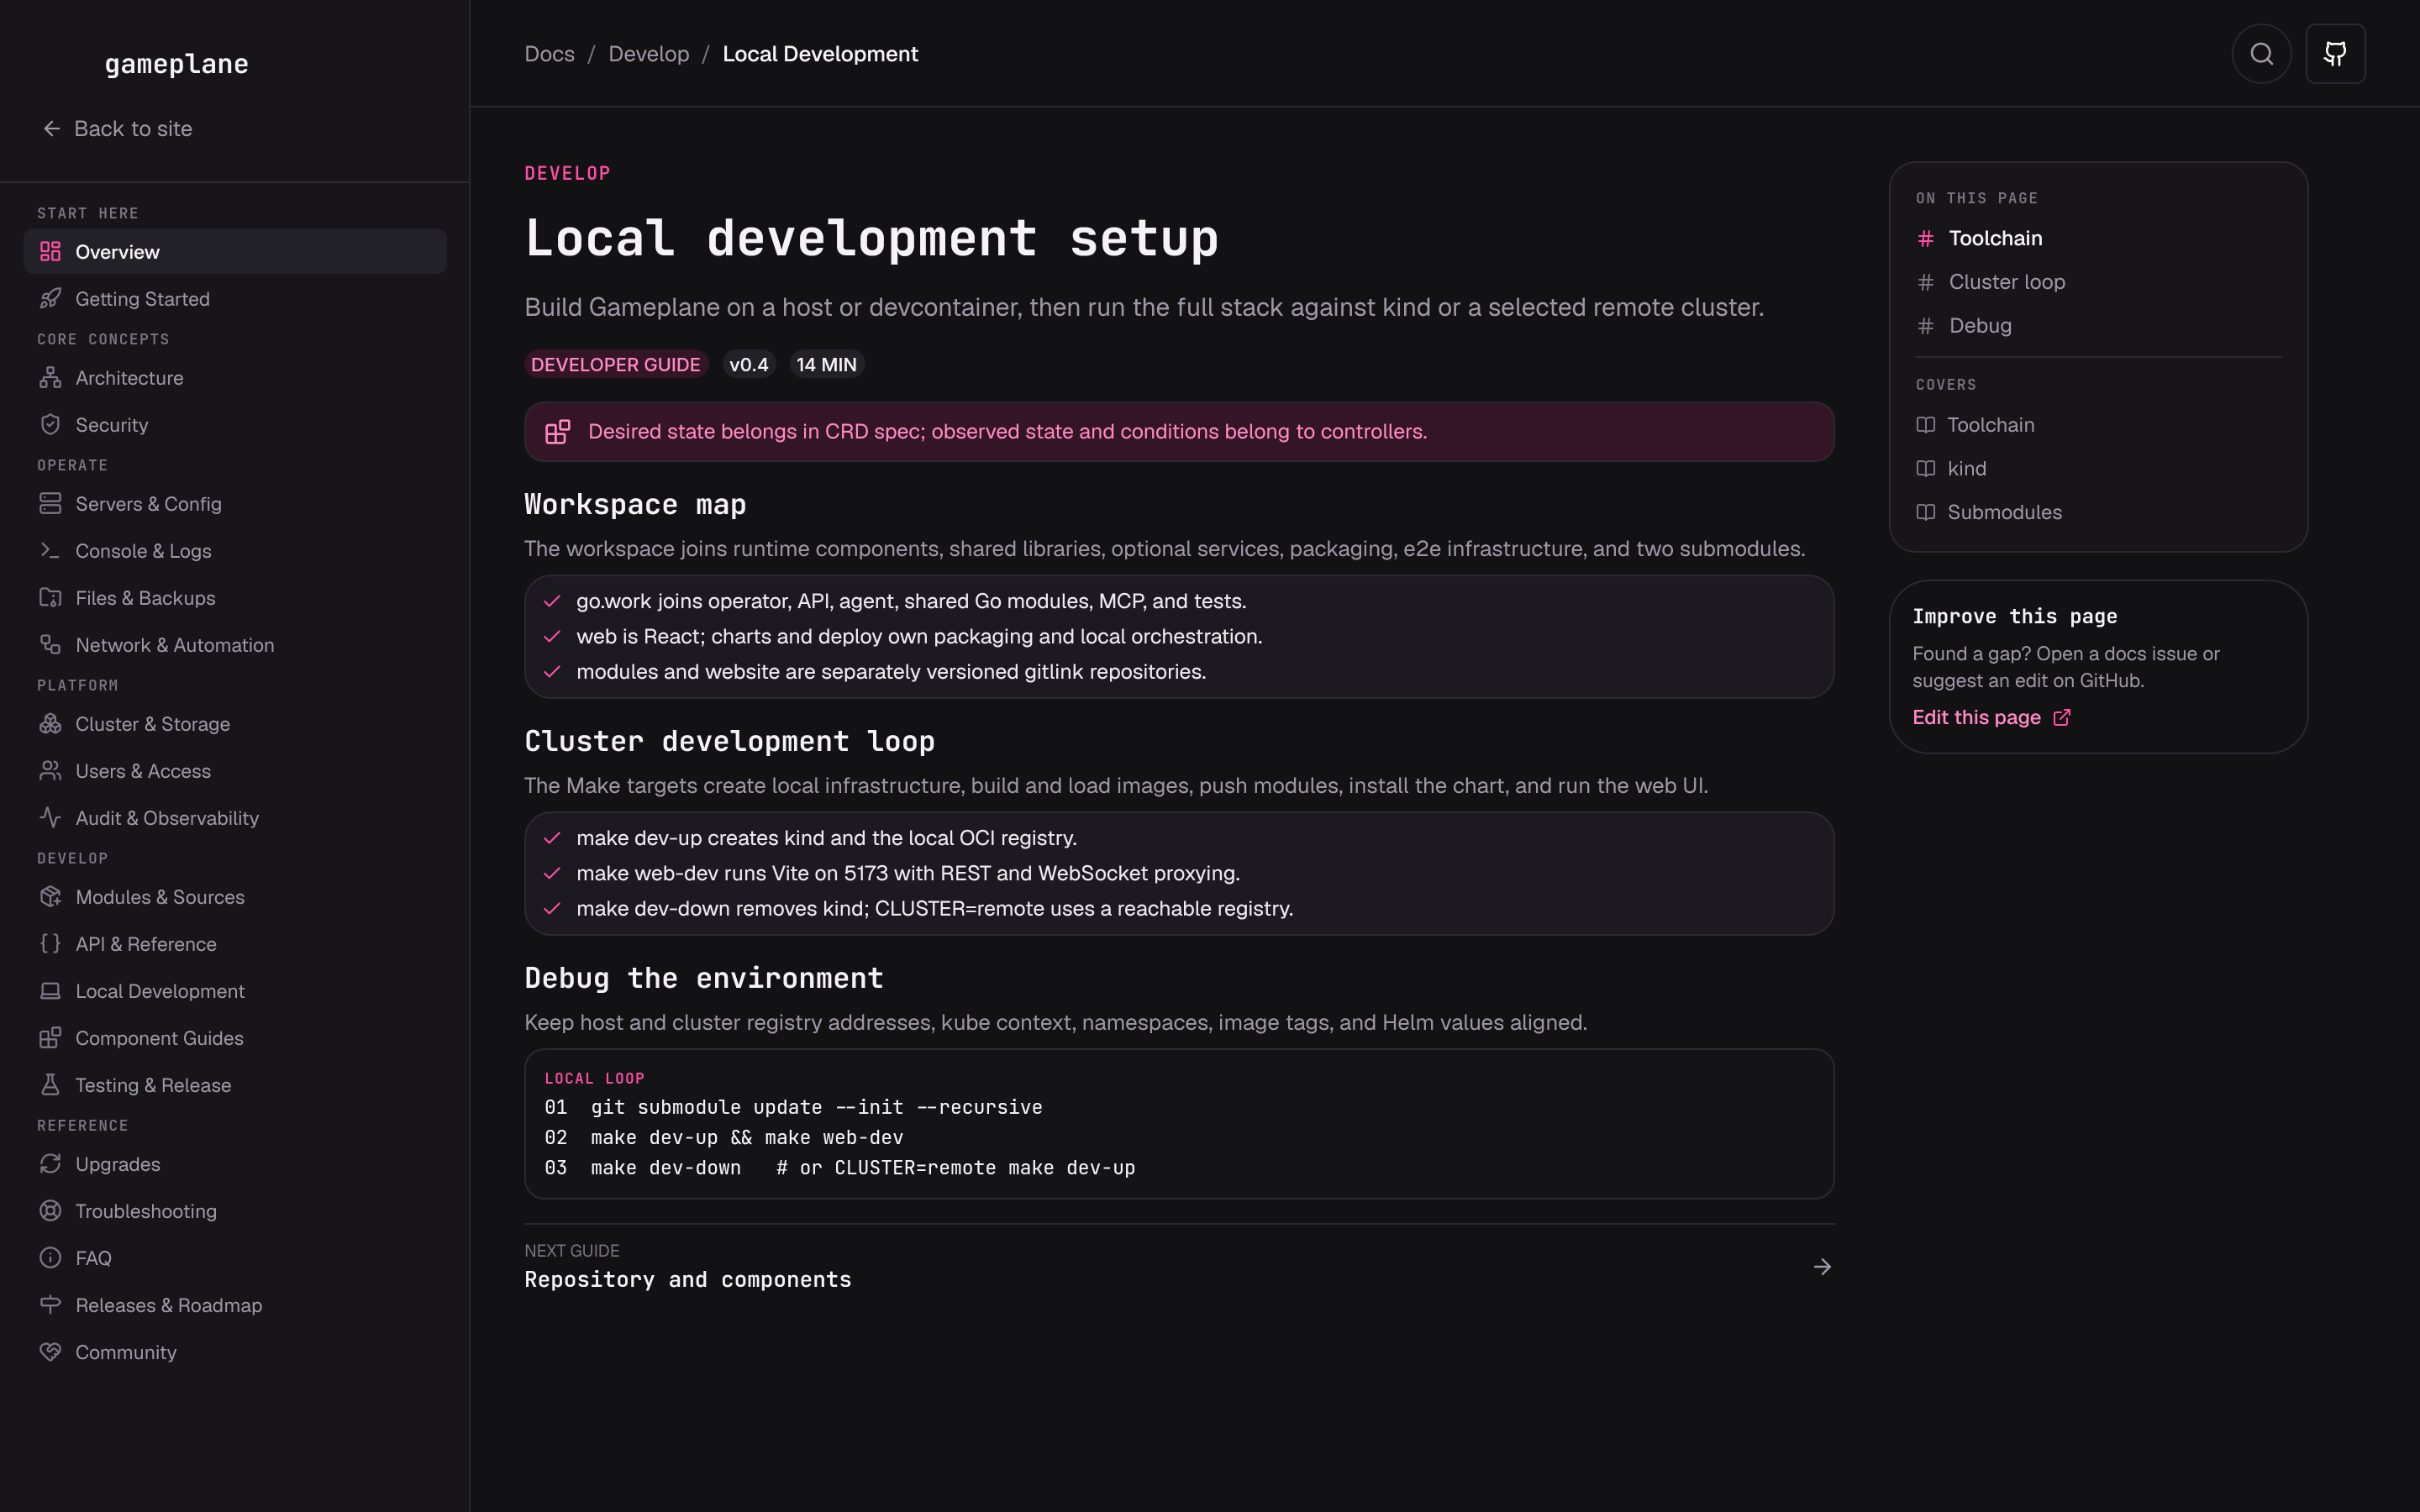 gameplane
Back to site
START HERE
Overview
Getting Started
CORE CONCEPTS
Architecture
Security
OPERATE
Servers & Config
Console & Logs
Files & Backups
Network & Automation
PLATFORM
Cluster & Storage
Users & Access
Audit & Observability
DEVELOP
Modules & Sources
API & Reference
Local Development
Component Guides
Testing & Release
REFERENCE
Upgrades
Troubleshooting
FAQ
Releases & Roadmap
Community
Docs / Develop / Local Development
DEVELOP
Local development setup
Build Gameplane on a host or devcontainer, then run the full stack against kind or a selected remote cluster.
DEVELOPER GUIDE v0.4 14 MIN
Desired state belongs in CRD spec; observed state and conditions belong to controllers.
Workspace map
The workspace joins runtime components, shared libraries, optional services, packaging, e2e infrastructure, and two submodules.
go.work joins operator, API, agent, shared Go modules, MCP, and tests.
web is React; charts and deploy own packaging and local orchestration.
modules and website are separately versioned gitlink repositories.
Cluster development loop
The Make targets create local infrastructure, build and load images, push modules, install the chart, and run the web UI.
make dev-up creates kind and the local OCI registry.
make web-dev runs Vite on 5173 with REST and WebSocket proxying.
make dev-down removes kind; CLUSTER=remote uses a reachable registry.
Debug the environment
Keep host and cluster registry addresses, kube context, namespaces, image tags, and Helm values aligned.
LOCAL LOOP
01 git submodule update --init --recursive
02 make dev-up && make web-dev
03 make dev-down # or CLUSTER=remote make dev-up
NEXT GUIDE
Repository and components
ON THIS PAGE
# Toolchain
# Cluster loop
# Debug
COVERS
Toolchain
kind
Submodules
Improve this page
Found a gap? Open a docs issue or
suggest an edit on GitHub.
Edit this page